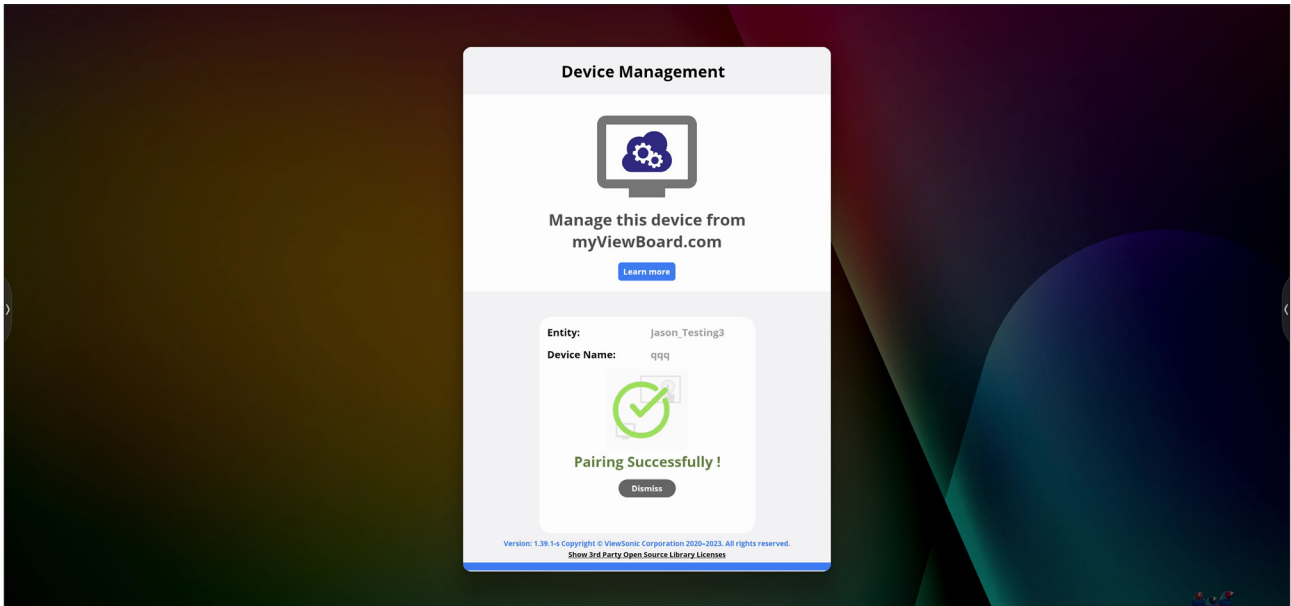 Device Management
Manage this device from
myViewBoard.com
Learn more
Entity: Jason_Testing3
Device Name: qqq
Pairing Successfully !
Dismiss
Version: 1.39.1-s Copyright © ViewSonic Corporation 2020–2023. All rights reserved.
Show 3rd Party Open Source Library Licenses